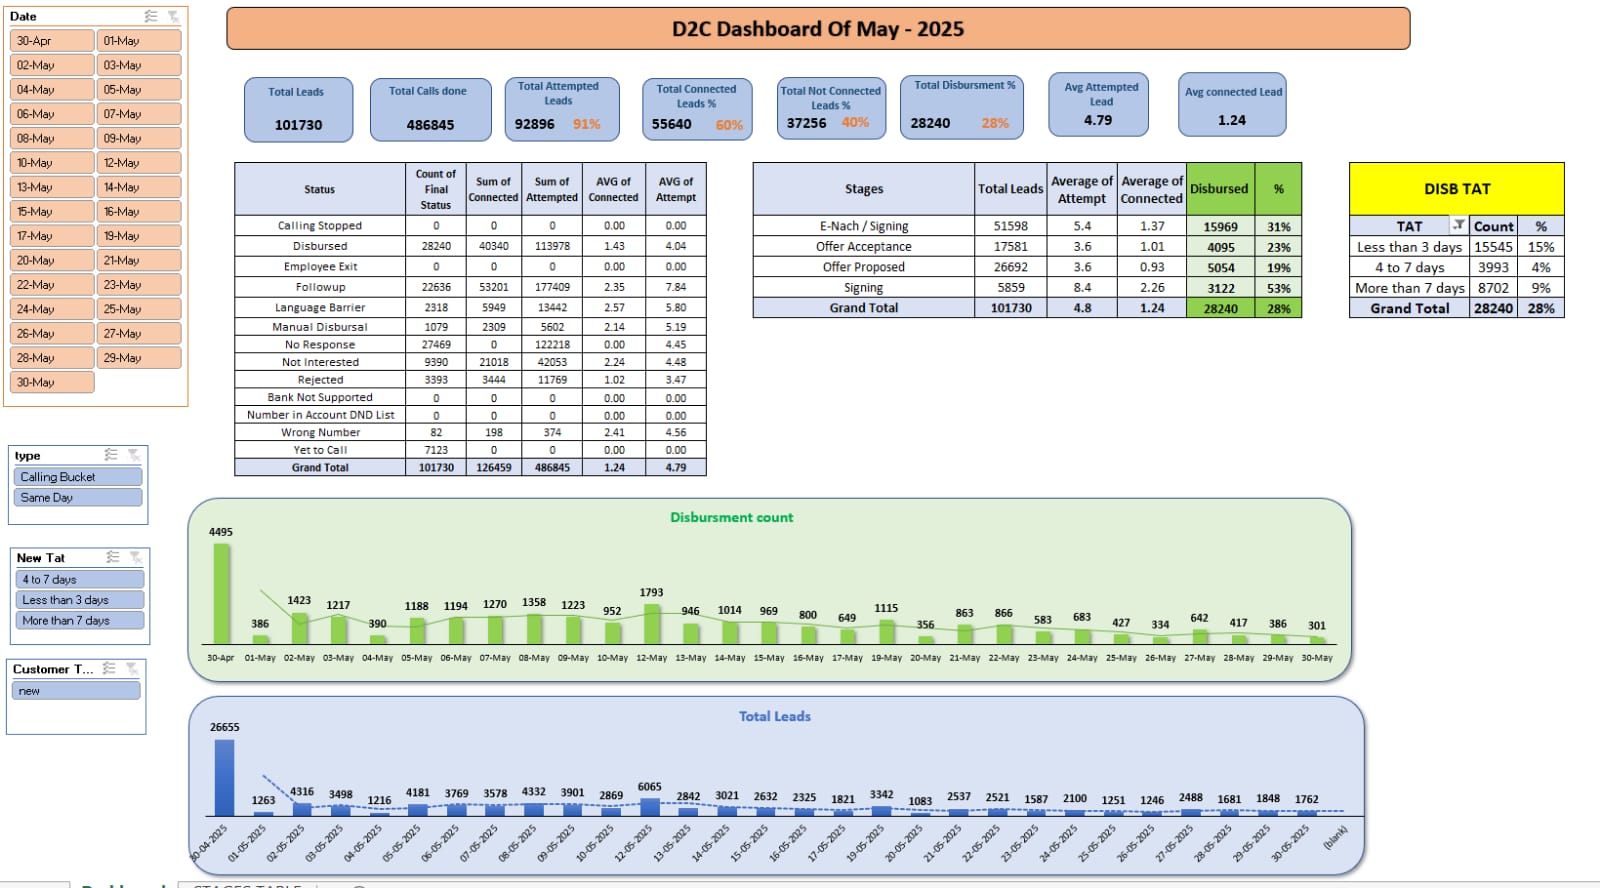 Date
30-Apr 01-May
02-May 03-May
04-May 05-May
06-May 07-May
08-May 09-May
10-May 12-May
13-May 14-May
15-May 16-May
17-May 19-May
20-May 21-May
22-May 23-May
24-May 25-May
26-May 27-May
28-May 29-May
30-May
type
Calling Bucket
Same Day
New Tat
4 to 7 days
Less than 3 days
More than 7 days
Customer T...
new
D2C Dashboard Of May - 2025
Total Leads
101730
Total Calls done
486845
Total Attempted
Leads
92896 91%
Total Connected
Leads %
55640 60%
Total Not Connected
Leads %
37256 40%
Total Disbursment %
28240 28%
Avg Attempted
Lead
4.79
Avg connected Lead
1.24
Status Count of Final Status Sum of Connected Sum of Attempted AVG of Connected AVG of Attempt
Calling Stopped 0 0 0 0.00 0.00
Disbursed 28240 40340 113978 1.43 4.04
Employee Exit 0 0 0 0.00 0.00
Followup 22636 53201 177409 2.35 7.84
Language Barrier 2318 5949 13442 2.57 5.80
Manual Disbursal 1079 2309 5602 2.14 5.19
No Response 27469 0 122218 0.00 4.45
Not Interested 9390 21018 42053 2.24 4.48
Rejected 3393 3444 11769 1.02 3.47
Bank Not Supported 0 0 0 0.00 0.00
Number in Account DND List 0 0 0 0.00 0.00
Wrong Number 82 198 374 2.41 4.56
Yet to Call 7123 0 0 0.00 0.00
Grand Total 101730 126459 486845 1.24 4.79
Stages Total Leads Average of Attempt Average of Connected Disbursed %
E-Nach / Signing 51598 5.4 1.37 15969 31%
Offer Acceptance 17581 3.6 1.01 4095 23%
Offer Proposed 26692 3.6 0.93 5054 19%
Signing 5859 8.4 2.26 3122 53%
Grand Total 101730 4.8 1.24 28240 28%
DISB TAT
TAT Count %
Less than 3 days 15545 15%
4 to 7 days 3993 4%
More than 7 days 8702 9%
Grand Total 28240 28%
Disbursment count
4495 386 1423 1217 390 1188 1194 1270 1358 1223 952 1793 946 1014 969 800 649 1115 356 863 866 583 683 427 334 642 417 386 301
30-Apr 01-May 02-May 03-May 04-May 05-May 06-May 07-May 08-May 09-May 10-May 12-May 13-May 14-May 15-May 16-May 17-May 19-May 20-May 21-May 22-May 23-May 24-May 25-May 26-May 27-May 28-May 29-May 30-May
Total Leads
26655 1263 4316 3498 1216 4181 3769 3578 4332 3901 2869 6065 2842 3021 2632 2325 1821 3342 1083 2537 2521 1587 2100 1251 1246 2488 1681 1848 1762
30-04-2025 01-05-2025 02-05-2025 03-05-2025 04-05-2025 05-05-2025 06-05-2025 07-05-2025 08-05-2025 09-05-2025 10-05-2025 12-05-2025 13-05-2025 14-05-2025 15-05-2025 16-05-2025 17-05-2025 19-05-2025 20-05-2025 21-05-2025 22-05-2025 23-05-2025 24-05-2025 25-05-2025 26-05-2025 27-05-2025 28-05-2025 29-05-2025 30-05-2025 (blank)